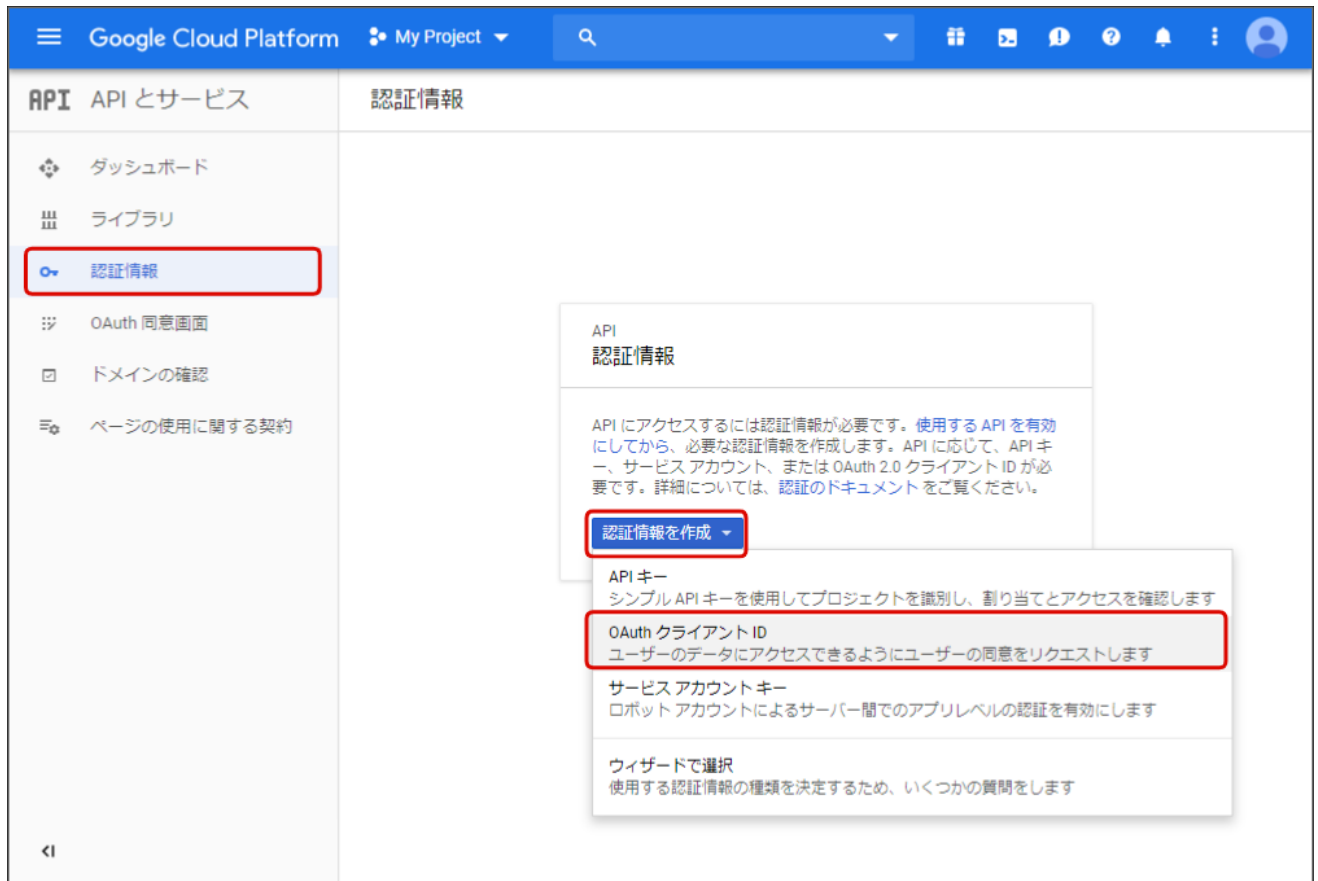 Google Cloud Platform
My Project
API API とサービス
認証情報
ダッシュボード
ライブラリ
認証情報
OAuth 同意画面
ドメインの確認
ページの使用に関する契約
API
認証情報
API にアクセスするには認証情報が必要です。使用する API を有効
にしてから、必要な認証情報を作成します。API に応じて、API キ
ー、サービス アカウント、または OAuth 2.0 クライアント ID が必
要です。詳細については、認証のドキュメント をご覧ください。
認証情報を作成
API キー
シンプル API キーを使用してプロジェクトを識別し、割り当てとアクセスを確認します
OAuth クライアント ID
ユーザーのデータにアクセスできるようにユーザーの同意をリクエストします
サービス アカウント キー
ロボット アカウントによるサーバー間でのアプリレベルの認証を有効にします
ウィザードで選択
使用する認証情報の種類を決定するため、いくつかの質問をします